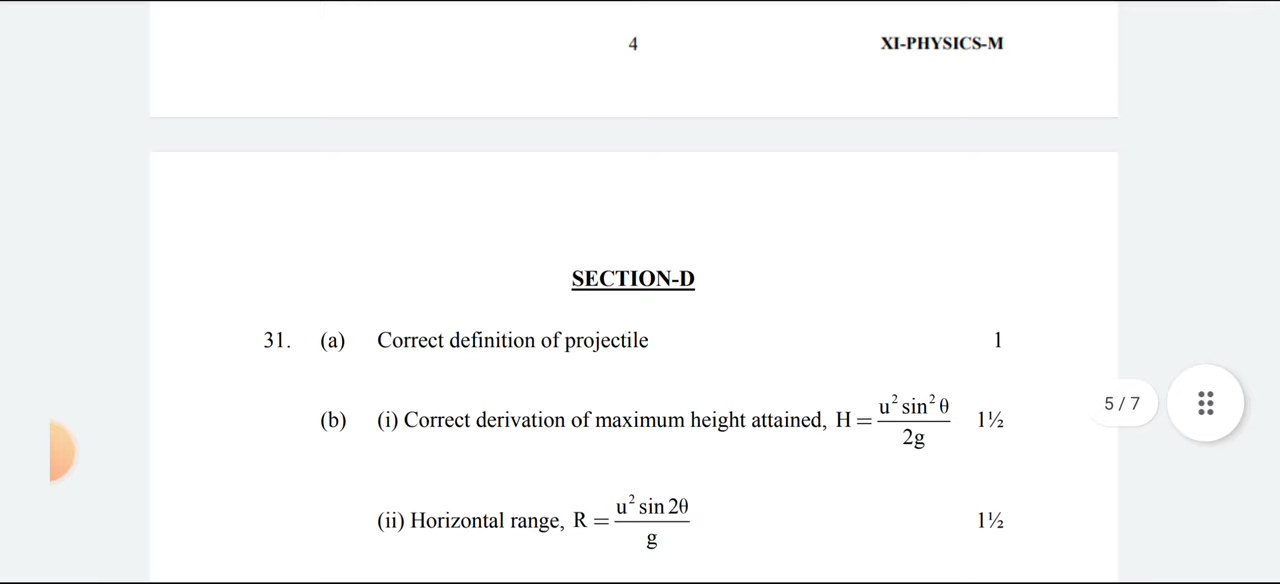 4 XI-PHYSICS-M
SECTION-D
31. (a) Correct definition of projectile 1
(b) (i) Correct derivation of maximum height attained, H = u² sin² θ / 2g 1½
(ii) Horizontal range, R = u² sin 2θ / g 1½
5 / 7